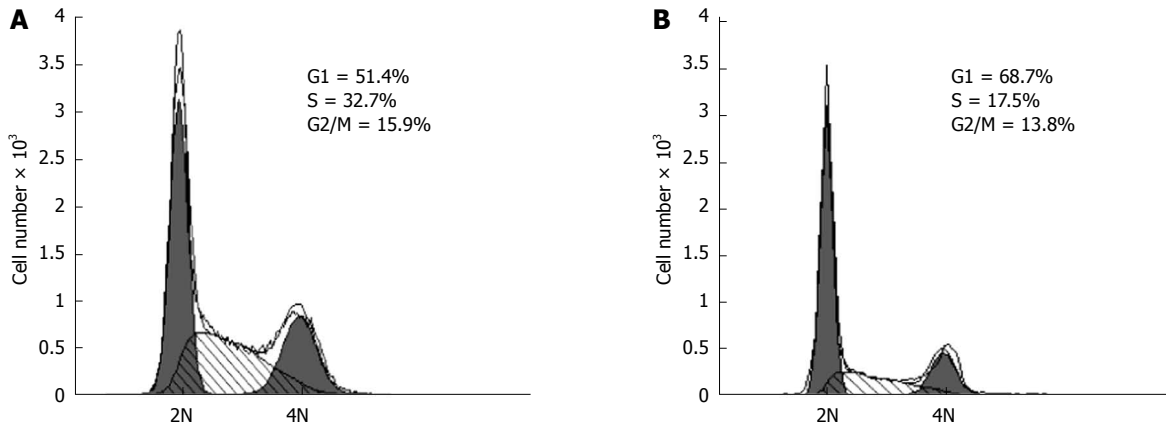 A
4
3.5
3
2.5
2
1.5
1
0.5
0
Cell number × 10³
G1 = 51.4%
S = 32.7%
G2/M = 15.9%
2N
4N
B
4
3.5
3
2.5
2
1.5
1
0.5
0
Cell number × 10³
G1 = 68.7%
S = 17.5%
G2/M = 13.8%
2N
4N